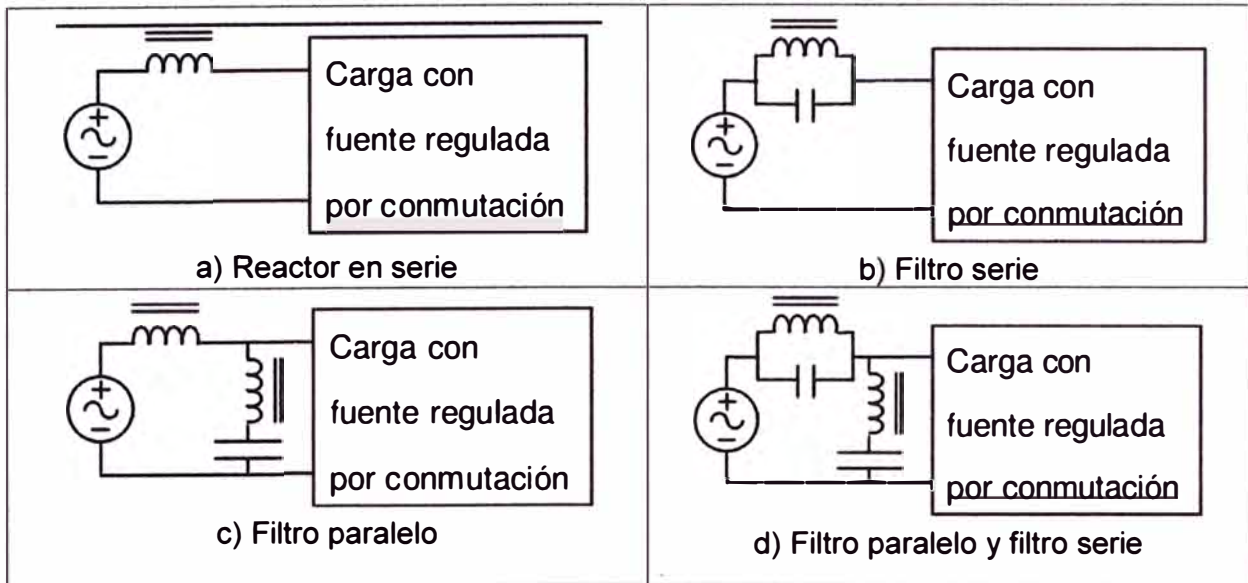 Carga con
fuente regulada
por conmutación
a) Reactor en serie
Carga con
fuente regulada
por conmutación
b) Filtro serie
Carga con
fuente regulada
por conmutación
c) Filtro paralelo
Carga con
fuente regulada
por conmutación
d) Filtro paralelo y filtro serie